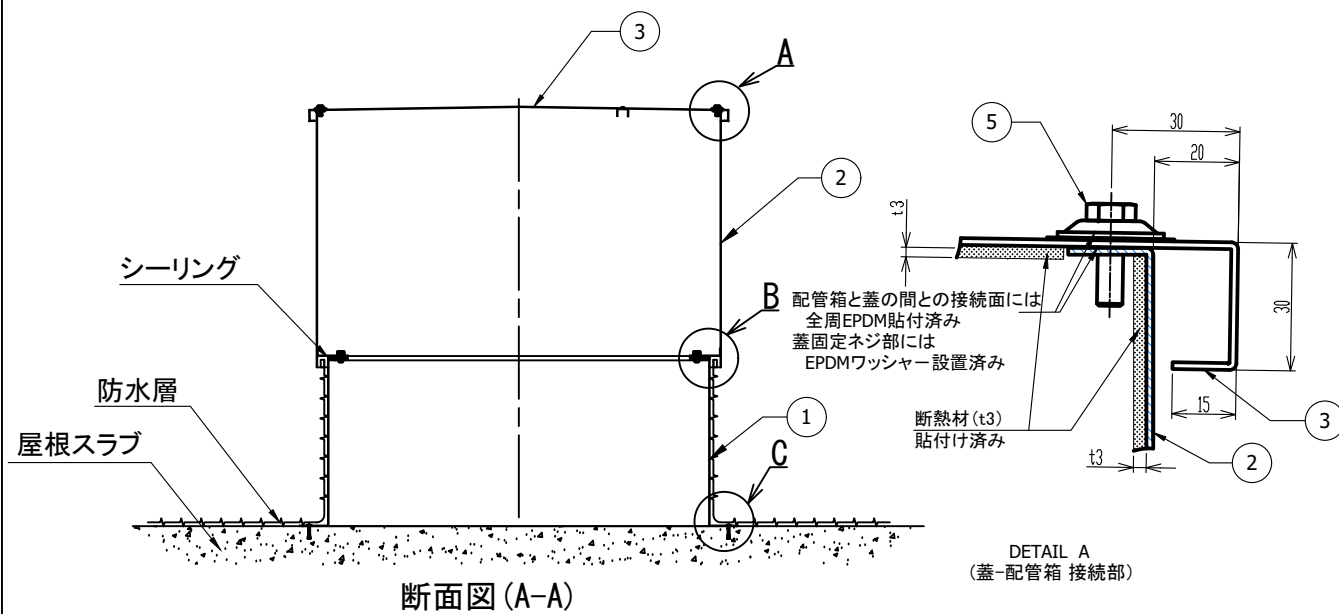 ③
A
②
シーリング
B
防水層
屋根スラブ
①
C
断面図(A-A)
⑤
30
20
t3
配管箱と蓋の間との接続面には
全周EPDM貼付済み
蓋固定ネジ部には
EPDMワッシャー設置済み
30
断熱材(t3)
貼付け済み
15
③
t3
②
DETAIL A
(蓋-配管箱 接続部)